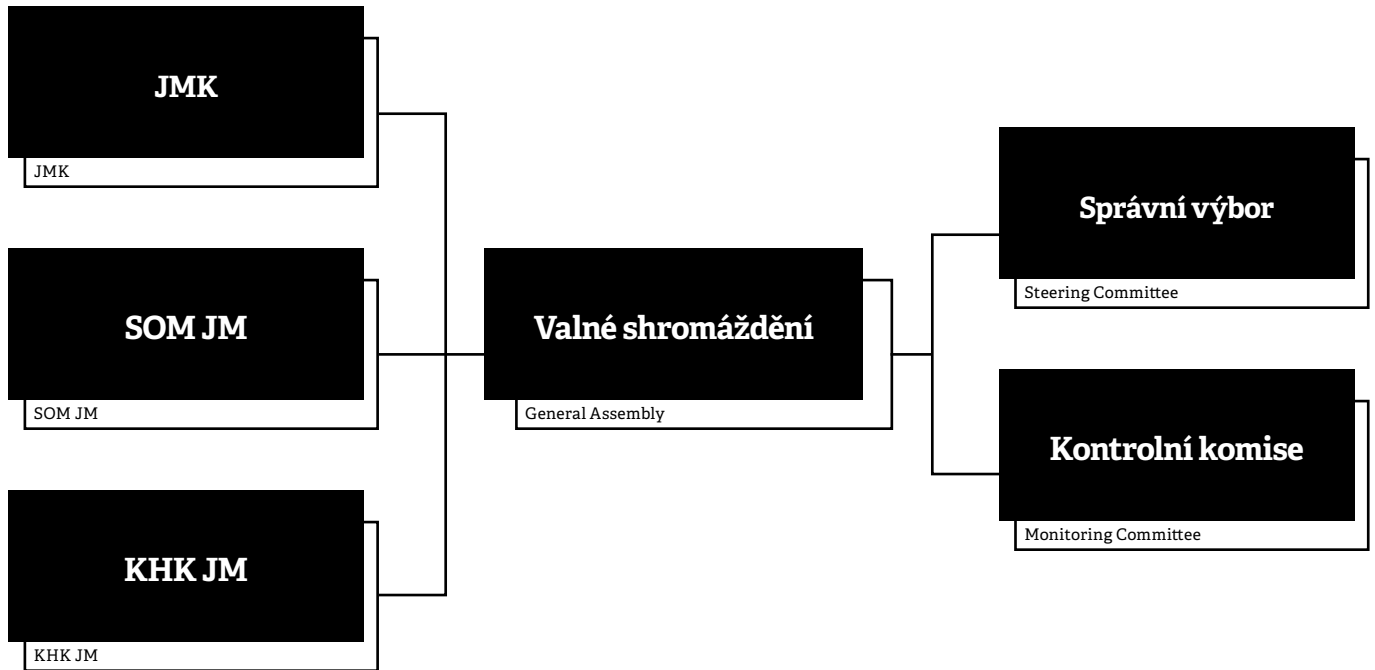 JMK
JMK
SOM JM
SOM JM
KHK JM
KHK JM
Valné shromáždění
General Assembly
Správní výbor
Steering Committee
Kontrolní komise
Monitoring Committee